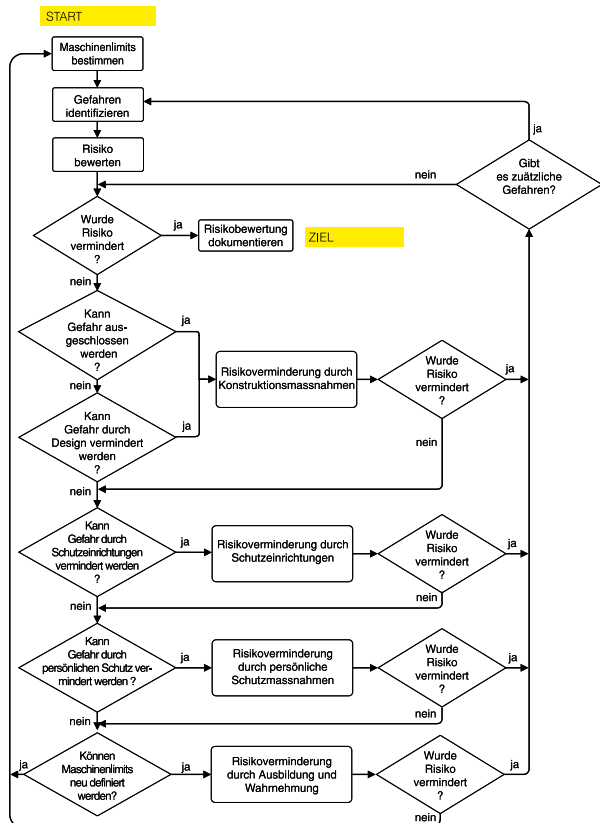 START
Maschinenlimits
bestimmen
Gefahren
identifizieren
ja
Risiko
bewerten
nein
Gibt
es zuätzliche
Gefahren?
Wurde
Risiko
vermindert
?
ja
Risikobewertung
dokumentieren
ZIEL
nein
Kann
Gefahr aus-
geschlossen
werden
?
ja
Risikoverminderung durch
Konstruktionsmassnahmen
Wurde
Risiko
vermindert
?
ja
nein
nein
Kann
Gefahr durch
Design vermindert
werden
?
ja
nein
Kann
Gefahr durch
Schutzeinrichtungen
vermindert werden
?
ja
Risikoverminderung durch
Schutzeinrichtungen
Wurde
Risiko
vermindert
?
ja
nein
nein
Kann
Gefahr durch
persönlichen Schutz ver-
mindert werden ?
ja
Risikoverminderung
durch persönliche
Schutzmassnahmen
Wurde
Risiko
vermindert
?
ja
nein
nein
ja
Können
Maschinenlimits
neu definiert
werden?
ja
Risikoverminderung
durch Ausbildung und
Wahrnehmung
Wurde
Risiko
vermindert
?
ja
nein